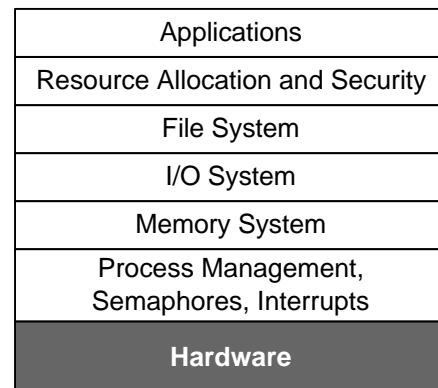 Applications
Resource Allocation and Security
File System
I/O System
Memory System
Process Management,
Semaphores, Interrupts
Hardware